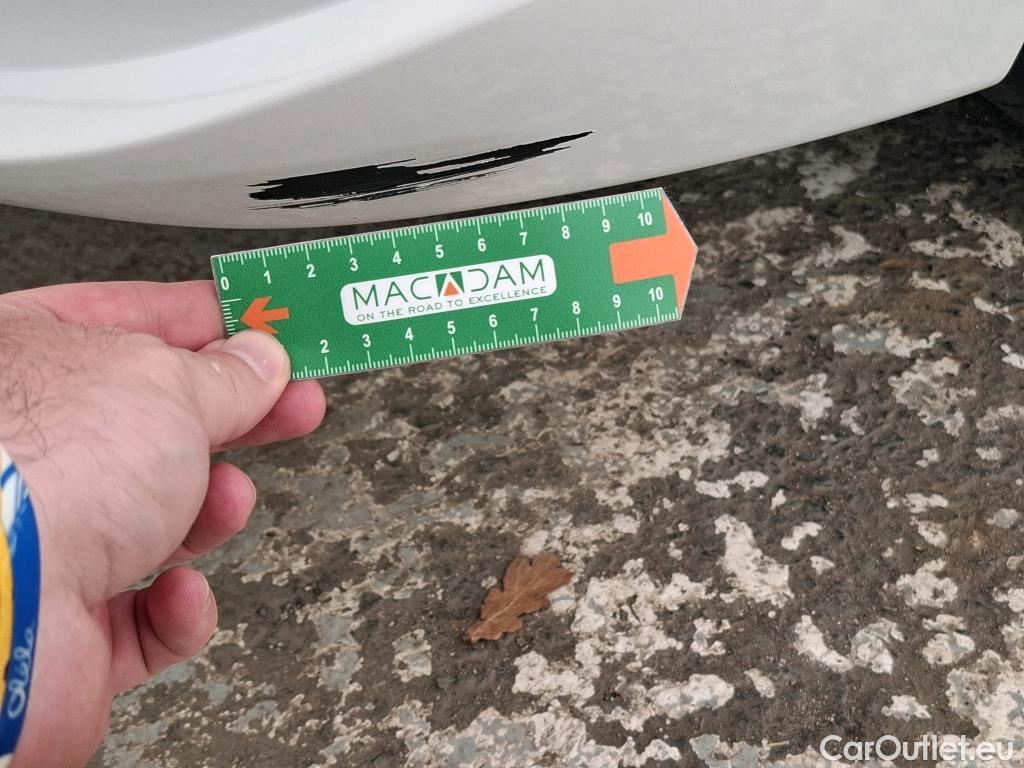 0 1 2 3 4 5 6 7 8 9 10
MACADAM
ON THE ROAD TO EXCELLENCE
2 3 4 5 6 7 8 9 10
CarOutlet.eu